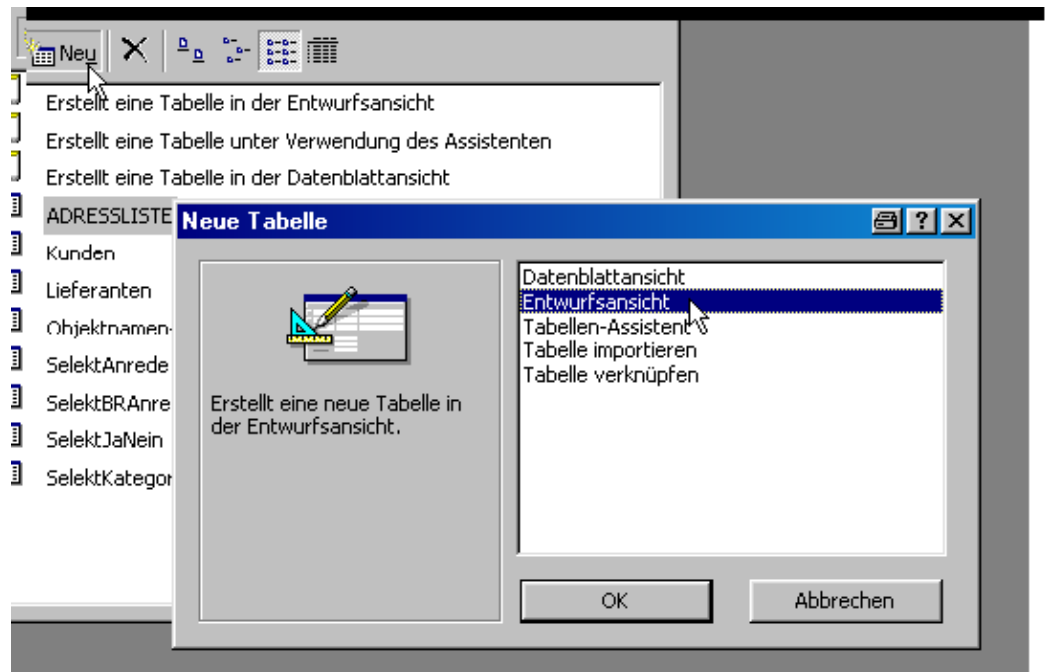 Neu
Erstellt eine Tabelle in der Entwurfsansicht
Erstellt eine Tabelle unter Verwendung des Assistenten
Erstellt eine Tabelle in der Datenblattansicht
ADRESSLISTE
Kunden
Lieferanten
Objektnamen-
SelektAnrede
SelektBRAnre
SelektJaNein
SelektKategor
Neue Tabelle
Erstellt eine neue Tabelle in
der Entwurfsansicht.
Datenblattansicht
Entwurfsansicht
Tabellen-Assistent
Tabelle importieren
Tabelle verknüpfen
OK
Abbrechen